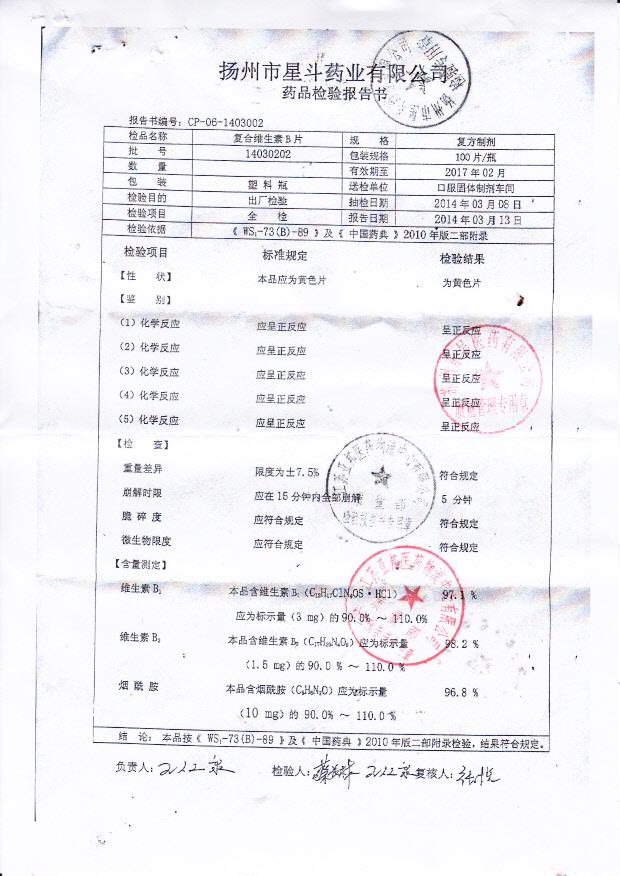 扬州市星斗药业有限公司
药品检验报告书
报告书编号：CP-06-1403002
检品名称 复合维生素B片 规 格 复方制剂
批 号 14030202 包装规格 100片/瓶
数 量 有效期至 2017年02月
包 装 塑料瓶 送检单位 口服固体制剂车间
检验目的 出厂检验 抽检日期 2014年03月08日
检验项目 全 检 报告日期 2014年03月13日
检验依据 《WS₁-73(B)-89》及《中国药典》2010年版二部附录
检验项目 标准规定 检验结果
【性 状】 本品应为黄色片 为黄色片
【鉴 别】
(1)化学反应 应呈正反应 呈正反应
(2)化学反应 应呈正反应 呈正反应
(3)化学反应 应呈正反应 呈正反应
(4)化学反应 应呈正反应 呈正反应
(5)化学反应 应呈正反应 呈正反应
【检 查】
重量差异 限度为±7.5% 符合规定
崩解时限 应在15分钟内全部崩解 5 分钟
脆碎度 应符合规定 符合规定
微生物限度 应符合规定 符合规定
【含量测定】
维生素B₁ 本品含维生素B₁ 97.1 %
应为标示量(3 mg)的90.0% ～ 110.0%
维生素 本品含维生素 应为标示量 98.2 %
(1.5 mg)的90.0 % ～ 110.0 %
烟酰胺 本品含烟酰胺 应为标示量 96.8 %
(10 mg)的90.0% ～ 110.0 %
结 论： 本品按《WS₁-73(B)-89》及《中国药典》2010年版二部附录检验，结果符合规定。
负责人： 检验人： 复核人：